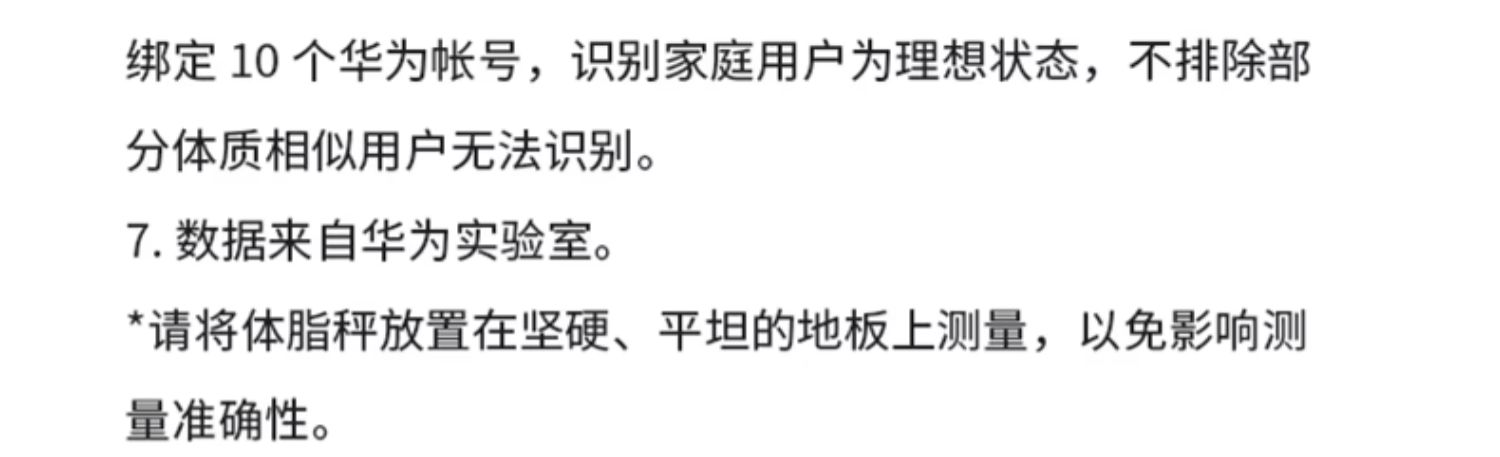 绑定 10 个华为帐号，识别家庭用户为理想状态，不排除部
分体质相似用户无法识别。
7. 数据来自华为实验室。
*请将体脂秤放置在坚硬、平坦的地板上测量，以免影响测
量准确性。